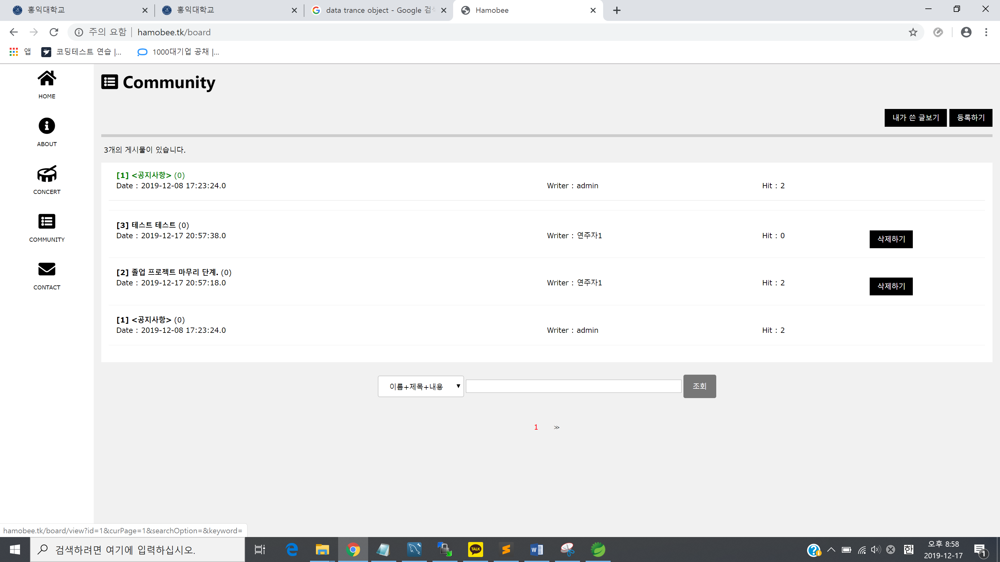 홍익대학교
홍익대학교
data trance object - Google 검색
Hamobee
주의 요함 | hamobee.tk/board
앱
코딩테스트 연습 |...
1000대기업 공채 |...
HOME
ABOUT
CONCERT
COMMUNITY
CONTACT
Community
내가 쓴 글보기
등록하기
3개의 게시물이 있습니다.
[1] <공지사항> (0)
Date : 2019-12-08 17:23:24.0 Writer : admin Hit : 2
[3] 테스트 테스트 (0)
Date : 2019-12-17 20:57:38.0 Writer : 연주자1 Hit : 0 삭제하기
[2] 졸업 프로젝트 마무리 단계. (0)
Date : 2019-12-17 20:57:18.0 Writer : 연주자1 Hit : 2 삭제하기
[1] <공지사항> (0)
Date : 2019-12-08 17:23:24.0 Writer : admin Hit : 2
이름+제목+내용
조회
1 ≫
hamobee.tk/board/view?id=1&curPage=1&searchOption=&keyword=
검색하려면 여기에 입력하십시오.
TALK
한
오후 8:58
2019-12-17
1